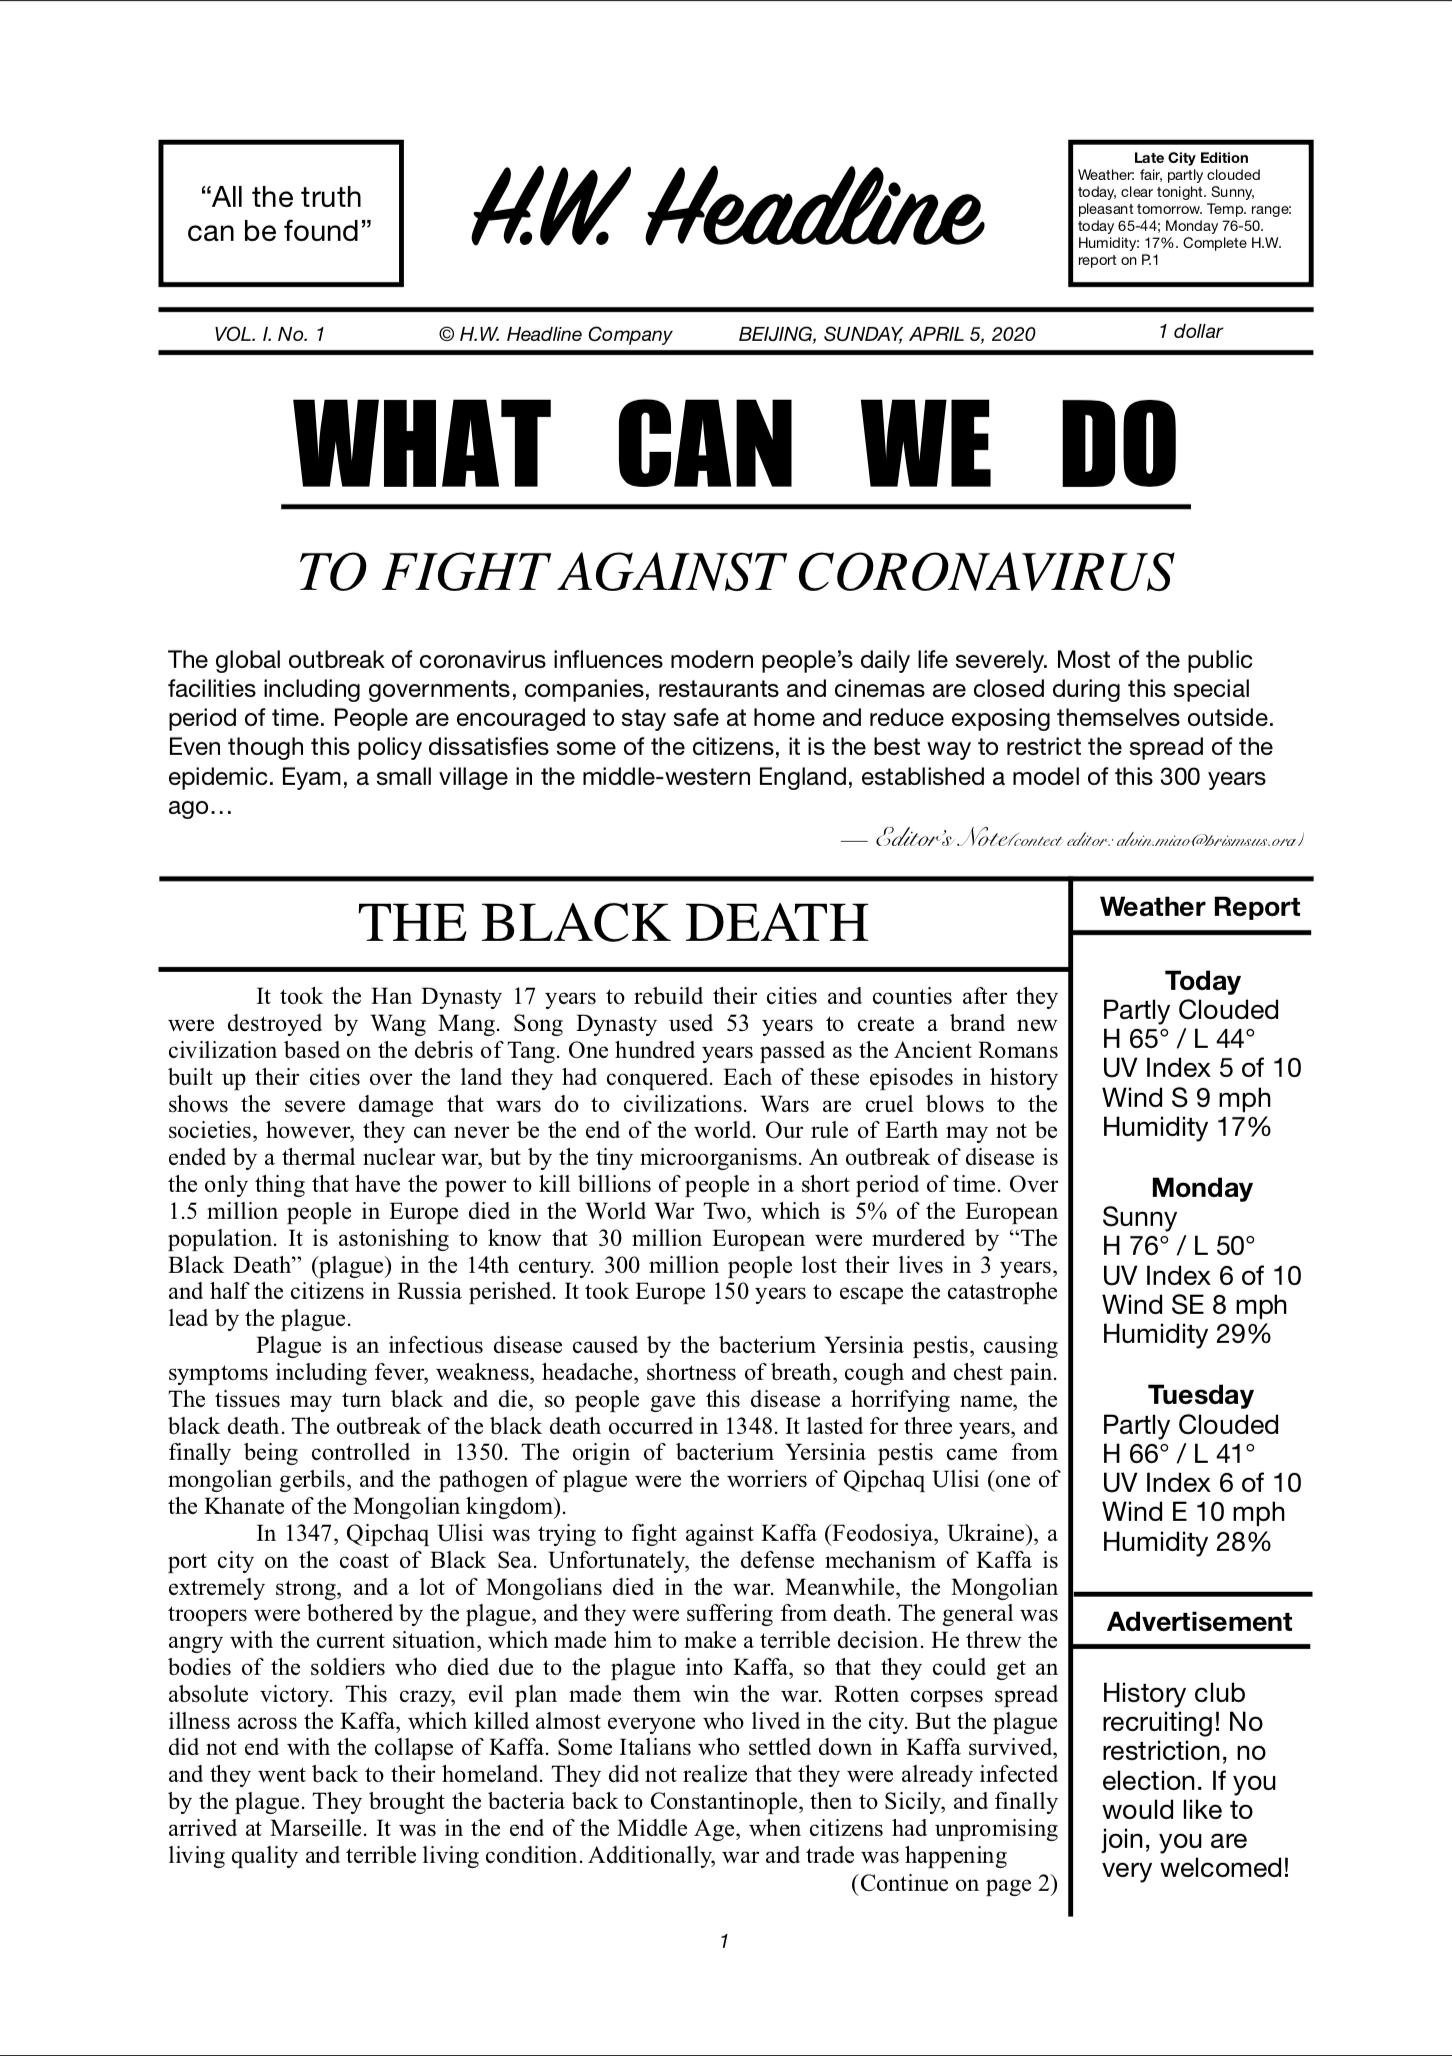 “All the truth
can be found”
H.W. Headline
Late City Edition
Weather: fair, partly clouded
today, clear tonight. Sunny,
pleasant tomorrow. Temp. range:
today 65-44; Monday 76-50.
Humidity: 17%. Complete H.W.
report on P.1
VOL. I. No. 1 © H.W. Headline Company BEIJING, SUNDAY, APRIL 5, 2020 1 dollar
WHAT CAN WE DO
TO FIGHT AGAINST CORONAVIRUS
The global outbreak of coronavirus influences modern people’s daily life severely. Most of the public
facilities including governments, companies, restaurants and cinemas are closed during this special
period of time. People are encouraged to stay safe at home and reduce exposing themselves outside.
Even though this policy dissatisfies some of the citizens, it is the best way to restrict the spread of the
epidemic. Eyam, a small village in the middle-western England, established a model of this 300 years
ago…
— Editor’s Note(contect editor: alvin.miao@brismsus.org)
THE BLACK DEATH
It took the Han Dynasty 17 years to rebuild their cities and counties after they
were destroyed by Wang Mang. Song Dynasty used 53 years to create a brand new
civilization based on the debris of Tang. One hundred years passed as the Ancient Romans
built up their cities over the land they had conquered. Each of these episodes in history
shows the severe damage that wars do to civilizations. Wars are cruel blows to the
societies, however, they can never be the end of the world. Our rule of Earth may not be
ended by a thermal nuclear war, but by the tiny microorganisms. An outbreak of disease is
the only thing that have the power to kill billions of people in a short period of time. Over
1.5 million people in Europe died in the World War Two, which is 5% of the European
population. It is astonishing to know that 30 million European were murdered by “The
Black Death” (plague) in the 14th century. 300 million people lost their lives in 3 years,
and half the citizens in Russia perished. It took Europe 150 years to escape the catastrophe
lead by the plague.
Plague is an infectious disease caused by the bacterium Yersinia pestis, causing
symptoms including fever, weakness, headache, shortness of breath, cough and chest pain.
The tissues may turn black and die, so people gave this disease a horrifying name, the
black death. The outbreak of the black death occurred in 1348. It lasted for three years, and
finally being controlled in 1350. The origin of bacterium Yersinia pestis came from
mongolian gerbils, and the pathogen of plague were the worriers of Qipchaq Ulisi (one of
the Khanate of the Mongolian kingdom).
In 1347, Qipchaq Ulisi was trying to fight against Kaffa (Feodosiya, Ukraine), a
port city on the coast of Black Sea. Unfortunately, the defense mechanism of Kaffa is
extremely strong, and a lot of Mongolians died in the war. Meanwhile, the Mongolian
troopers were bothered by the plague, and they were suffering from death. The general was
angry with the current situation, which made him to make a terrible decision. He threw the
bodies of the soldiers who died due to the plague into Kaffa, so that they could get an
absolute victory. This crazy, evil plan made them win the war. Rotten corpses spread
illness across the Kaffa, which killed almost everyone who lived in the city. But the plague
did not end with the collapse of Kaffa. Some Italians who settled down in Kaffa survived,
and they went back to their homeland. They did not realize that they were already infected
by the plague. They brought the bacteria back to Constantinople, then to Sicily, and finally
arrived at Marseille. It was in the end of the Middle Age, when citizens had unpromising
living quality and terrible living condition. Additionally, war and trade was happening
(Continue on page 2)
Weather Report
Today
Partly Clouded
H 65° / L 44°
UV Index 5 of 10
Wind S 9 mph
Humidity 17%
Monday
Sunny
H 76° / L 50°
UV Index 6 of 10
Wind SE 8 mph
Humidity 29%
Tuesday
Partly Clouded
H 66° / L 41°
UV Index 6 of 10
Wind E 10 mph
Humidity 28%
Advertisement
History club
recruiting! No
restriction, no
election. If you
would like to
join, you are
very welcomed!
1